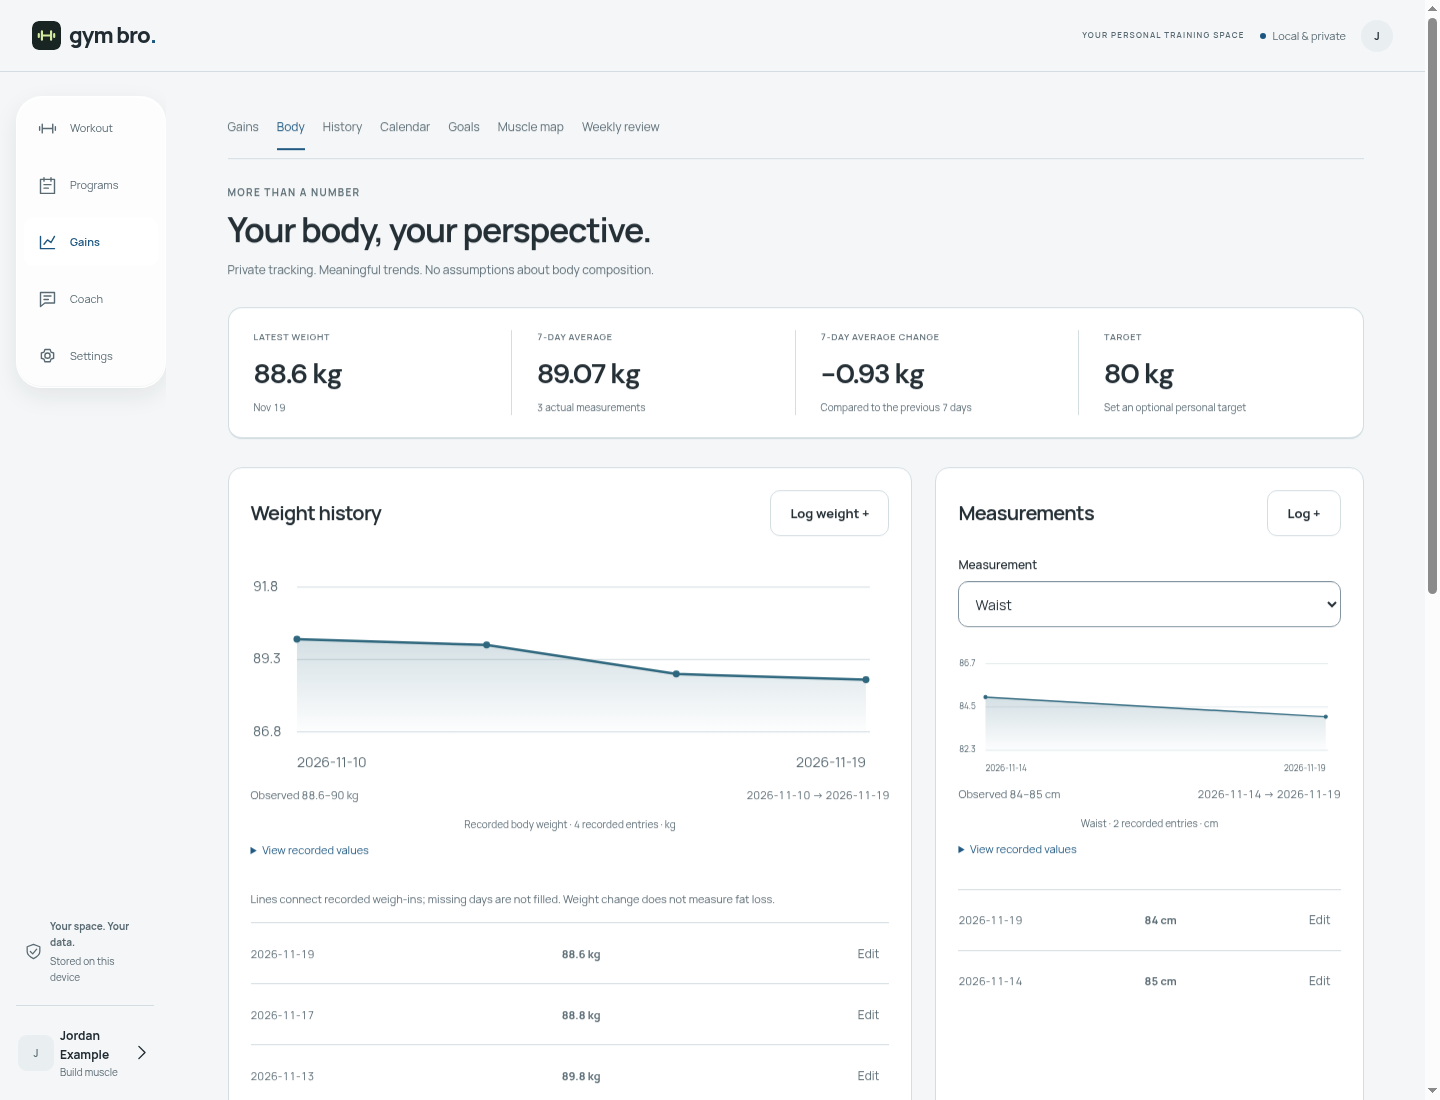 gym bro.
YOUR PERSONAL TRAINING SPACE
Local & private
J
Workout
Programs
Gains
Coach
Settings
Gains Body History Calendar Goals Muscle map Weekly review
MORE THAN A NUMBER
Your body, your perspective.
Private tracking. Meaningful trends. No assumptions about body composition.
LATEST WEIGHT
88.6 kg
Nov 19
7-DAY AVERAGE
89.07 kg
3 actual measurements
7-DAY AVERAGE CHANGE
−0.93 kg
Compared to the previous 7 days
TARGET
80 kg
Set an optional personal target
Weight history
Log weight +
91.8
89.3
86.8
2026-11-10 2026-11-19
Observed 88.6–90 kg 2026-11-10 → 2026-11-19
Recorded body weight · 4 recorded entries · kg
▶ View recorded values
Lines connect recorded weigh-ins; missing days are not filled. Weight change does not measure fat loss.
2026-11-19 88.6 kg Edit
2026-11-17 88.8 kg Edit
2026-11-13 89.8 kg Edit
Measurements
Log +
Measurement
Waist
86.7
84.5
82.3
2026-11-14 2026-11-19
Observed 84–85 cm 2026-11-14 → 2026-11-19
Waist · 2 recorded entries · cm
▶ View recorded values
2026-11-19 84 cm Edit
2026-11-14 85 cm Edit
Your space. Your
data.
Stored on this
device
J
Jordan
Example
Build muscle